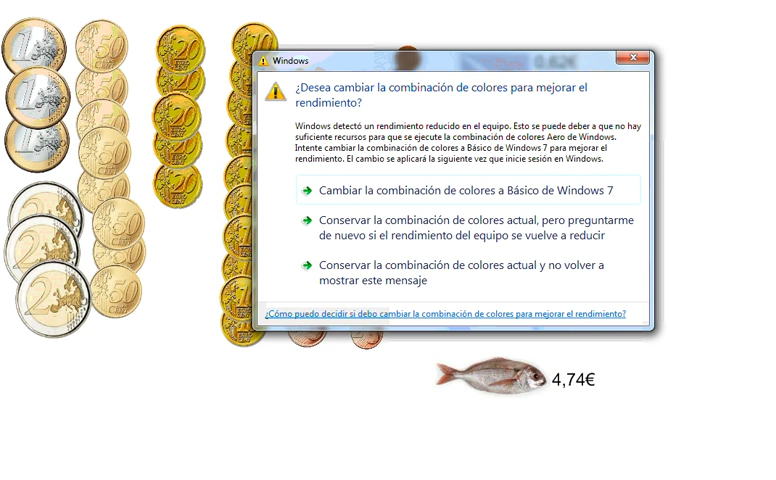 Windows
¿Desea cambiar la combinación de colores para mejorar el
rendimiento?
Windows detectó un rendimiento reducido en el equipo. Esto se puede deber a que no hay
suficiente recursos para que se ejecute la combinación de colores Aero de Windows.
Intente cambiar la combinación de colores a Básico de Windows 7 para mejorar el
rendimiento. El cambio se aplicará la siguiente vez que inicie sesión en Windows.
Cambiar la combinación de colores a Básico de Windows 7
Conservar la combinación de colores actual, pero preguntarme
de nuevo si el rendimiento del equipo se vuelve a reducir
Conservar la combinación de colores actual y no volver a
mostrar este mensaje
¿Cómo puedo decidir si debo cambiar la combinación de colores para mejorar el rendimiento?
4,74€